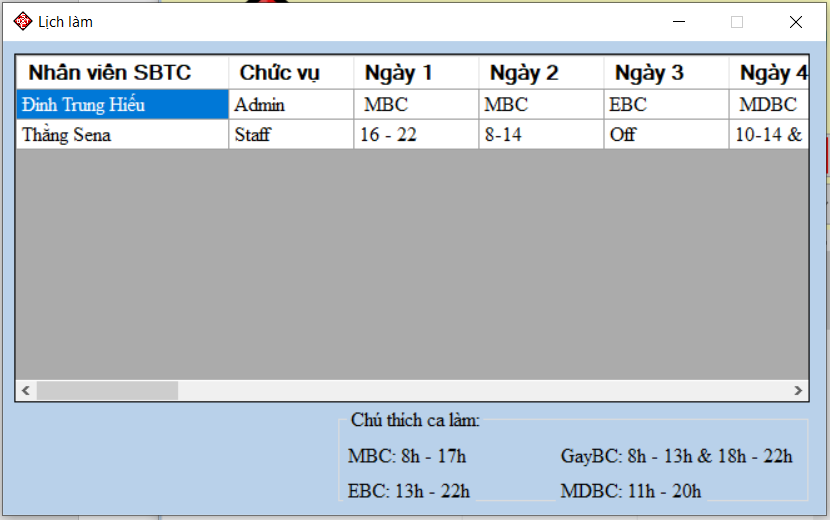 Lịch làm
Nhân viên SBTC Chức vụ Ngày 1 Ngày 2 Ngày 3 Ngày 4
Đinh Trung Hiếu Admin MBC MBC EBC MDBC
Thằng Sena Staff 16 - 22 8-14 Off 10-14 &
Chú thích ca làm:
MBC: 8h - 17h GayBC: 8h - 13h & 18h - 22h
EBC: 13h - 22h MDBC: 11h - 20h